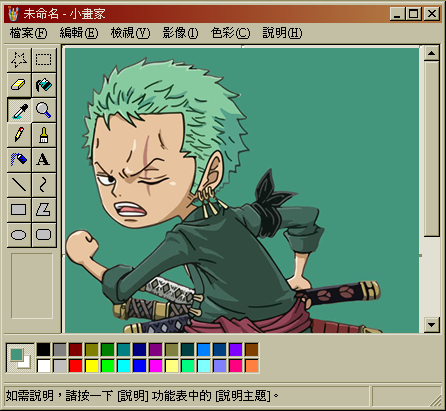 未命名 - 小畫家
檔案(F) 編輯(E) 檢視(V) 影像(I) 色彩(C) 說明(H)
A
如需說明，請按一下 [說明] 功能表中的 [說明主題]。